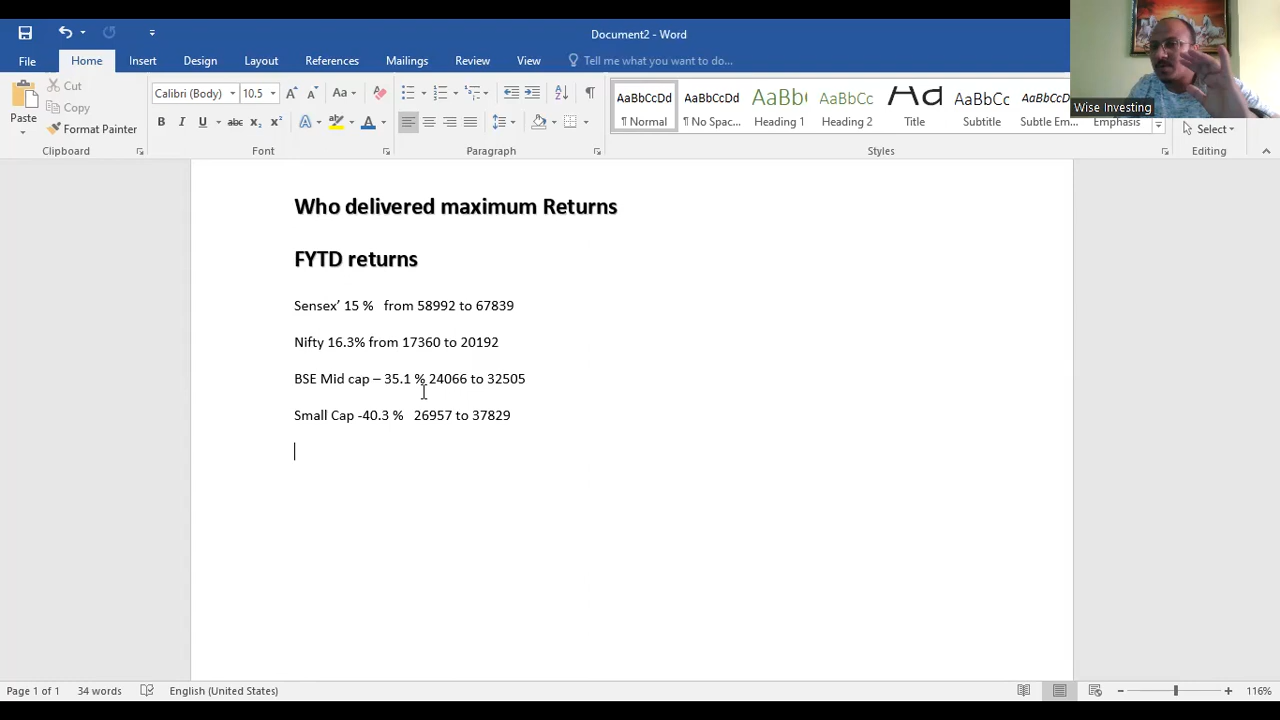 Document2 - Word
File
Home
Insert
Design
Layout
References
Mailings
Review
View
Tell me what you want to do...
Wise Investing
Paste
Cut
Copy
Format Painter
Clipboard
Calibri (Body)
10.5
Font
Paragraph
AaBbCcDd
¶ Normal
AaBbCcDd
¶ No Spac...
AaBb(
Heading 1
AaBbC
Heading 2
Title
AaBbCcD
Subtitle
Subtle Em...
Emphasis
Styles
Select
Editing
Who delivered maximum Returns
FYTD returns
Sensex’ 15 % from 58992 to 67839
Nifty 16.3% from 17360 to 20192
BSE Mid cap – 35.1 % 24066 to 32505
Small Cap -40.3 % 26957 to 37829
Page 1 of 1
34 words
English (United States)
116%